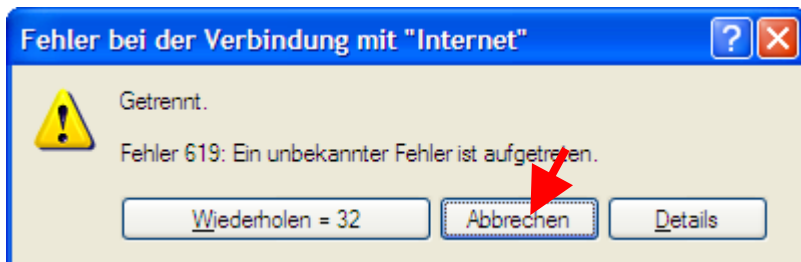 Fehler bei der Verbindung mit "Internet"
Getrennt.
Fehler 619: Ein unbekannter Fehler ist aufgetreten.
Wiederholen = 32 Abbrechen Details